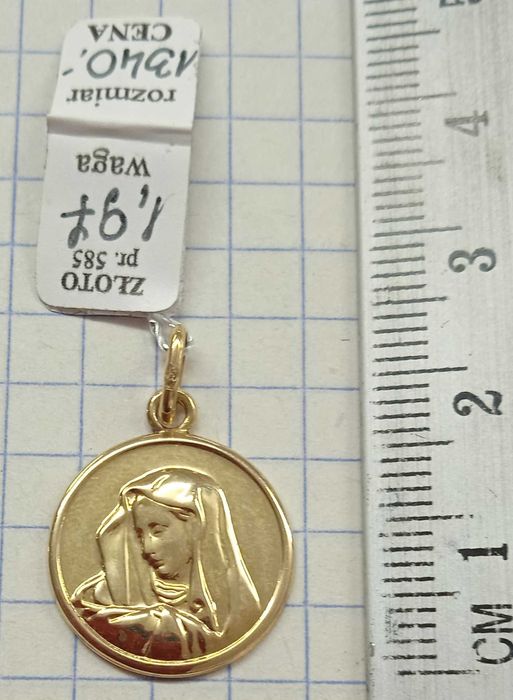 ZŁOTO
pr. 585
1,97
Waga
rozmiar
1340,-
CENA
4
3
2
1
CM